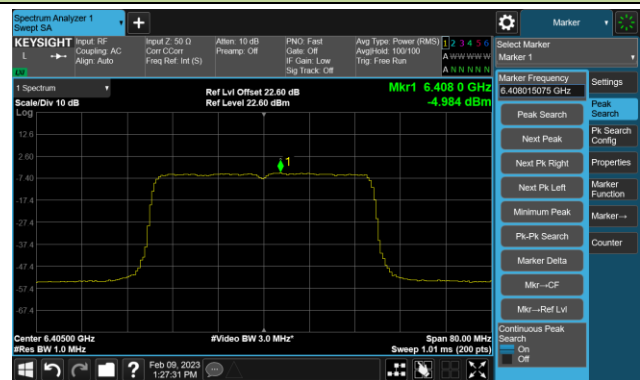 Spectrum Analyzer 1
Swept SA
+
Marker
KEYSIGHT
L
LW
Input: RF
Coupling: AC
Align: Auto
Input Z: 50 Ω
Corr CCorr
Freq Ref: Int (S)
Atten: 10 dB
Preamp: Off
PNO: Fast
Gate: Off
IF Gain: Low
Sig Track: Off
Avg Type: Power (RMS)
Avg|Hold: 100/100
Trig: Free Run
1 2 3 4 5 6
A W W W W W
A N N N N N
Select Marker
Marker 1
1 Spectrum
Scale/Div 10 dB
Ref Lvl Offset 22.60 dB
Ref Level 22.60 dBm
Mkr1 6.408 0 GHz
-4.984 dBm
Log
12.6
2.60
-7.40
-17.4
-27.4
-37.4
-47.4
-57.4
-67.4
1
Center 6.40500 GHz
#Res BW 1.0 MHz
#Video BW 3.0 MHz*
Span 80.00 MHz
Sweep 1.01 ms (200 pts)
Marker Frequency
6.408015075 GHz
Peak Search
Next Peak
Next Pk Right
Next Pk Left
Minimum Peak
Pk-Pk Search
Marker Delta
Mkr→CF
Mkr→Ref Lvl
Continuous Peak
Search
On
Off
Settings
Peak
Search
Pk Search
Config
Properties
Marker
Function
Marker→
Counter
?
Feb 09, 2023
1:27:31 PM